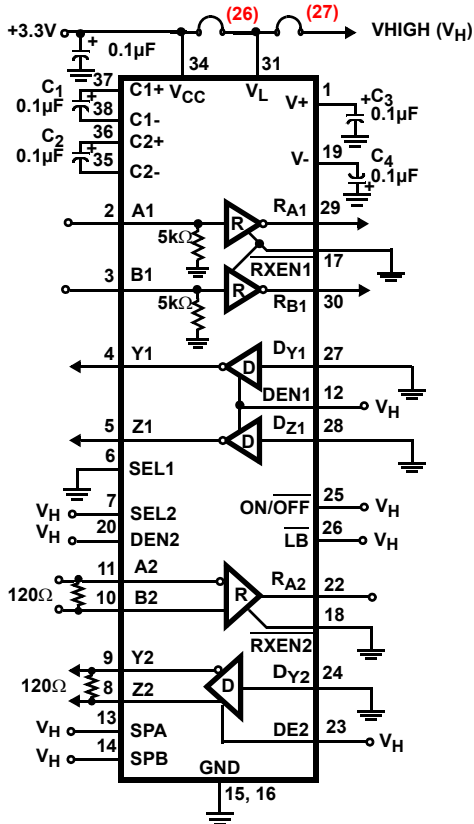 +3.3V
(26)
(27)
VHIGH (VH)
0.1µF
34
31
VCC
VL
C1
0.1µF
37
C1+
38
C1-
C2
0.1µF
36
C2+
35
C2-
1
V+
C3
0.1µF
19
V-
C4
0.1µF
2
A1
R
RA1
29
5kΩ
RXEN1
17
3
B1
R
RB1
30
5kΩ
4
Y1
D
DY1
27
DEN1
12
VH
5
Z1
D
DZ1
28
6
SEL1
VH
7
SEL2
ON/OFF
25
VH
VH
20
DEN2
LB
26
VH
120Ω
11
A2
10
B2
R
RA2
22
RXEN2
18
120Ω
9
Y2
8
Z2
D
DY2
24
VH
13
SPA
DE2
23
VH
VH
14
SPB
GND
15, 16